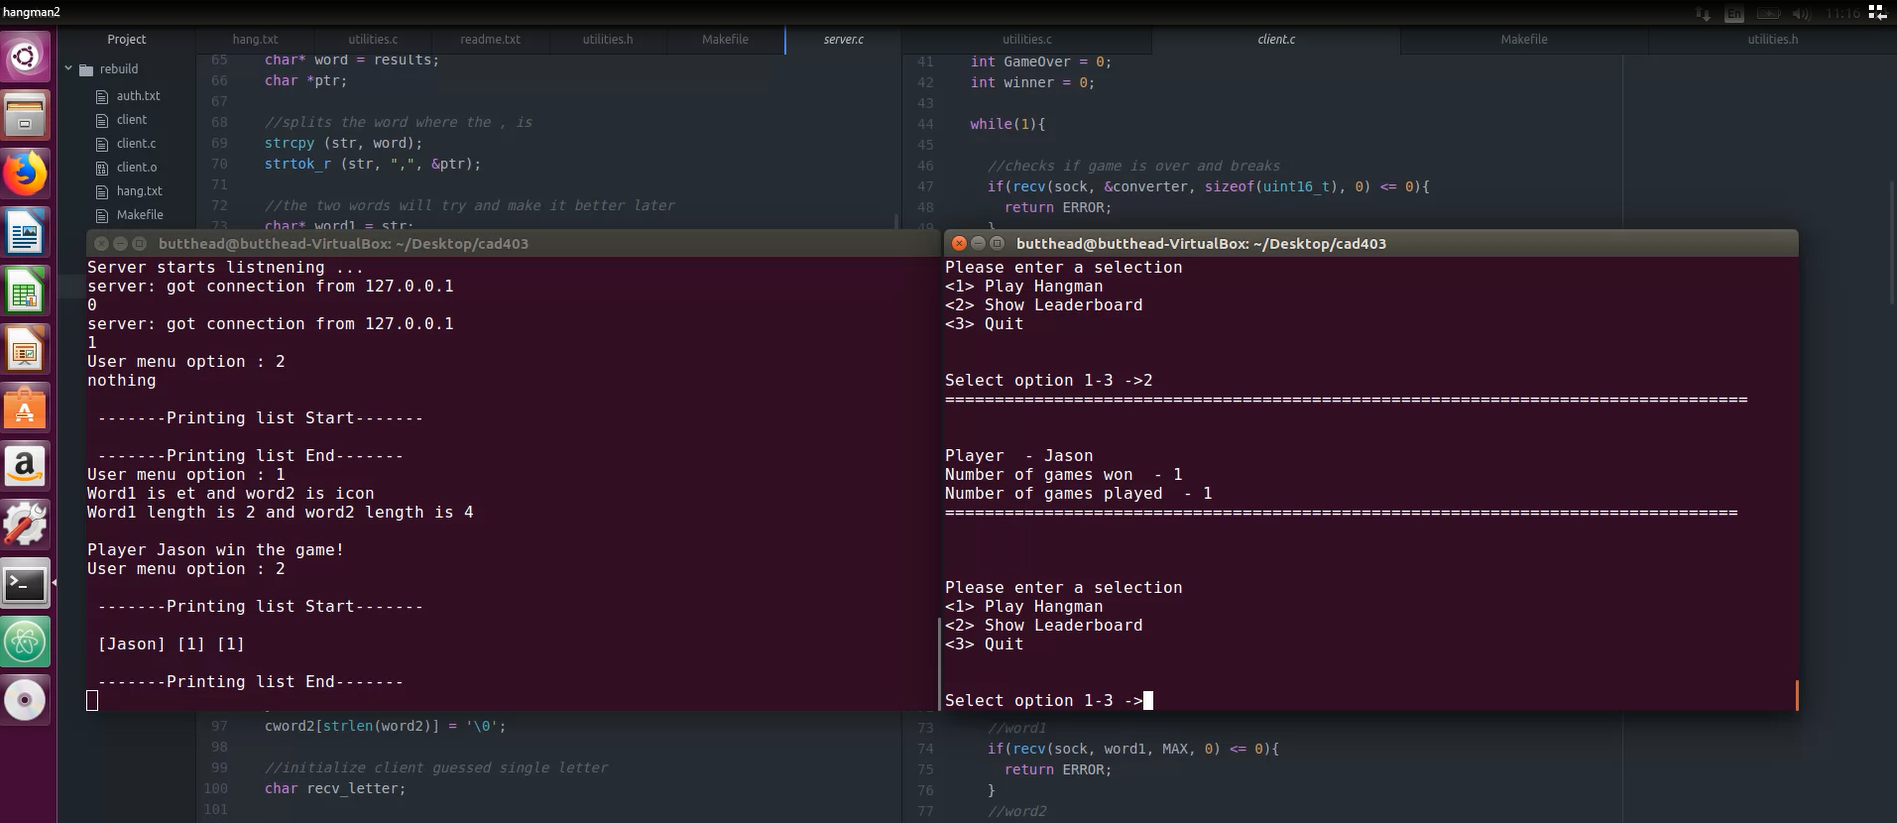 hangman2
En
11:16
Project
rebuild
auth.txt
client
client.c
client.o
hang.txt
Makefile
hang.txt utilities.c readme.txt utilities.h Makefile server.c
65 char* word = results;
66 char *ptr;
67
68 //splits the word where the , is
69 strcpy (str, word);
70 strtok_r (str, ",", &ptr);
71
72 //the two words will try and make it better later
73 char* word1 = str;
utilities.c client.c Makefile utilities.h
41 int GameOver = 0;
42 int winner = 0;
43
44 while(1){
45
46 //checks if game is over and breaks
47 if(recv(sock, &converter, sizeof(uint16_t), 0) <= 0){
48 return ERROR;
49 }
butthead@butthead-VirtualBox: ~/Desktop/cad403
Server starts listnening ...
server: got connection from 127.0.0.1
0
server: got connection from 127.0.0.1
1
User menu option : 2
nothing
-------Printing list Start-------
-------Printing list End-------
User menu option : 1
Word1 is et and word2 is icon
Word1 length is 2 and word2 length is 4
Player Jason win the game!
User menu option : 2
-------Printing list Start-------
[Jason] [1] [1]
-------Printing list End-------
butthead@butthead-VirtualBox: ~/Desktop/cad403
Please enter a selection
<1> Play Hangman
<2> Show Leaderboard
<3> Quit
Select option 1-3 ->2
=================================================================================
Player  - Jason
Number of games won  - 1
Number of games played  - 1
================================================================================
Please enter a selection
<1> Play Hangman
<2> Show Leaderboard
<3> Quit
Select option 1-3 ->
97 cword2[strlen(word2)] = '\0';
98
99 //initialize client guessed single letter
100 char recv_letter;
101
73 //word1
74 if(recv(sock, word1, MAX, 0) <= 0){
75 return ERROR;
76 }
77 //word2